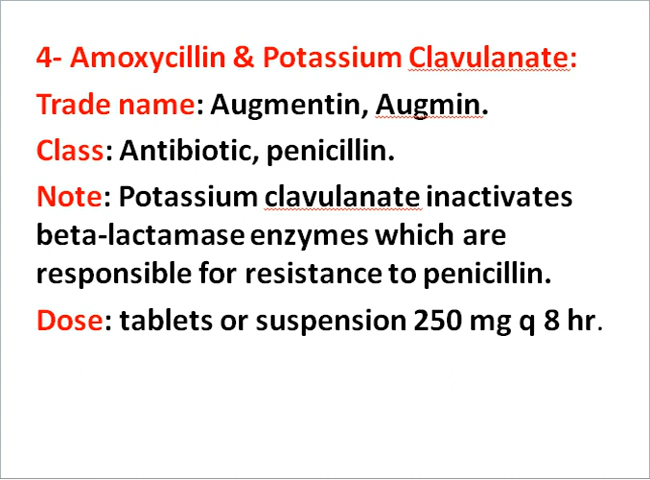 4- Amoxycillin & Potassium Clavulanate:
Trade name: Augmentin, Augmin.
Class: Antibiotic, penicillin.
Note: Potassium clavulanate inactivates
beta-lactamase enzymes which are
responsible for resistance to penicillin.
Dose: tablets or suspension 250 mg q 8 hr.